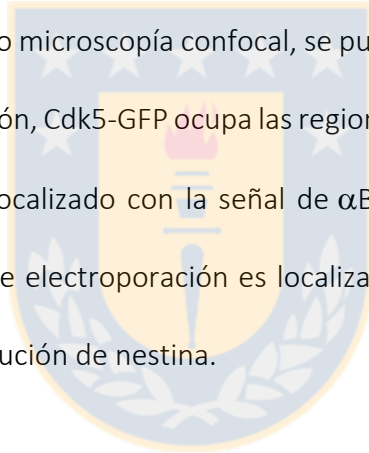 o microscopía confocal, se pu
ón, Cdk5-GFP ocupa las region
ocalizado con la señal de αB
e electroporación es localiza
ución de nestina.